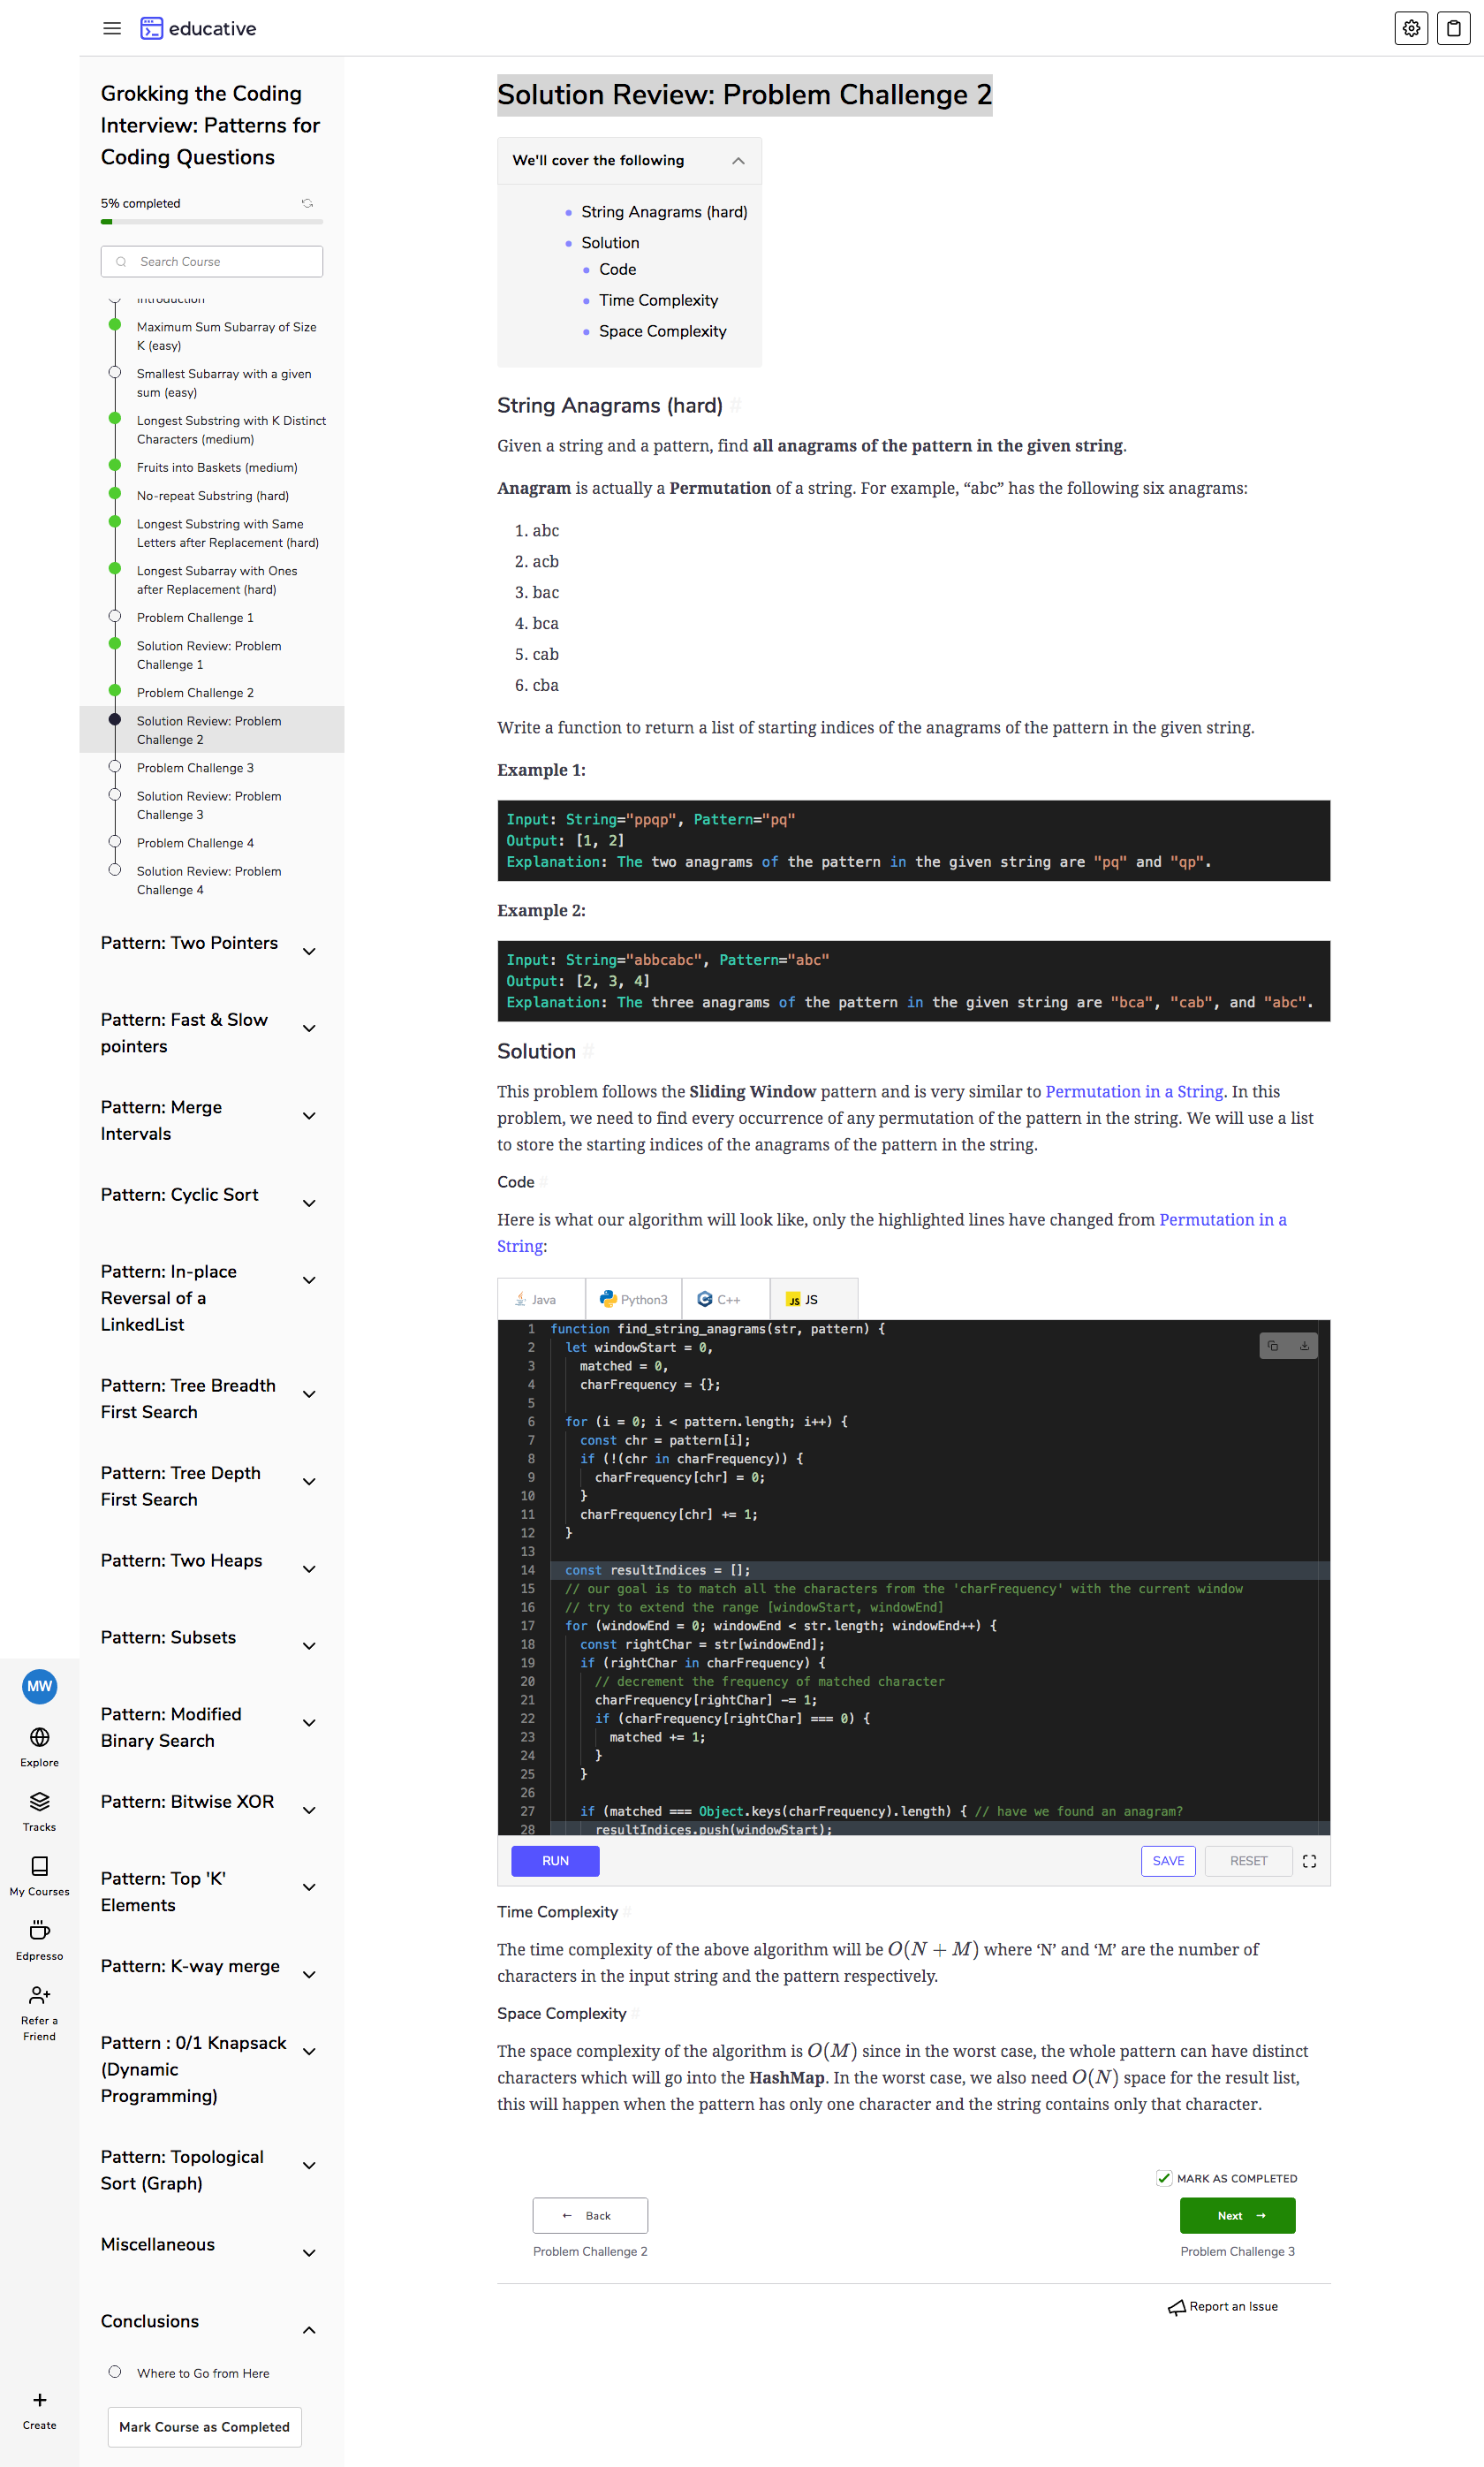 educative
Grokking the Coding
Interview: Patterns for
Coding Questions
5% completed
Search Course
Introduction
Maximum Sum Subarray of Size
K (easy)
Smallest Subarray with a given
sum (easy)
Longest Substring with K Distinct
Characters (medium)
Fruits into Baskets (medium)
No-repeat Substring (hard)
Longest Substring with Same
Letters after Replacement (hard)
Longest Subarray with Ones
after Replacement (hard)
Problem Challenge 1
Solution Review: Problem
Challenge 1
Problem Challenge 2
Solution Review: Problem
Challenge 2
Problem Challenge 3
Solution Review: Problem
Challenge 3
Problem Challenge 4
Solution Review: Problem
Challenge 4
Pattern: Two Pointers
Pattern: Fast & Slow
pointers
Pattern: Merge
Intervals
Pattern: Cyclic Sort
Pattern: In-place
Reversal of a
LinkedList
Pattern: Tree Breadth
First Search
Pattern: Tree Depth
First Search
Pattern: Two Heaps
Pattern: Subsets
Pattern: Modified
Binary Search
Pattern: Bitwise XOR
Pattern: Top 'K'
Elements
Pattern: K-way merge
Pattern : 0/1 Knapsack
(Dynamic
Programming)
Pattern: Topological
Sort (Graph)
Miscellaneous
Conclusions
Where to Go from Here
Mark Course as Completed
MW
Explore
Tracks
My Courses
Edpresso
Refer a
Friend
Create
Solution Review: Problem Challenge 2
We'll cover the following
String Anagrams (hard)
Solution
Code
Time Complexity
Space Complexity
String Anagrams (hard) #
Given a string and a pattern, find all anagrams of the pattern in the given string.
Anagram is actually a Permutation of a string. For example, “abc” has the following six anagrams:
1. abc
2. acb
3. bac
4. bca
5. cab
6. cba
Write a function to return a list of starting indices of the anagrams of the pattern in the given string.
Example 1:
Input: String="ppqp", Pattern="pq"
Output: [1, 2]
Explanation: The two anagrams of the pattern in the given string are "pq" and "qp".
Example 2:
Input: String="abbcabc", Pattern="abc"
Output: [2, 3, 4]
Explanation: The three anagrams of the pattern in the given string are "bca", "cab", and "abc".
Solution #
This problem follows the Sliding Window pattern and is very similar to Permutation in a String. In this
problem, we need to find every occurrence of any permutation of the pattern in the string. We will use a list
to store the starting indices of the anagrams of the pattern in the string.
Code #
Here is what our algorithm will look like, only the highlighted lines have changed from Permutation in a
String:
Java
Python3
C++
JS JS
1 function find_string_anagrams(str, pattern) {
2 let windowStart = 0,
3 matched = 0,
4 charFrequency = {};
5
6 for (i = 0; i < pattern.length; i++) {
7 const chr = pattern[i];
8 if (!(chr in charFrequency)) {
9 charFrequency[chr] = 0;
10 }
11 charFrequency[chr] += 1;
12 }
13
14 const resultIndices = [];
15 // our goal is to match all the characters from the 'charFrequency' with the current window
16 // try to extend the range [windowStart, windowEnd]
17 for (windowEnd = 0; windowEnd < str.length; windowEnd++) {
18 const rightChar = str[windowEnd];
19 if (rightChar in charFrequency) {
20 // decrement the frequency of matched character
21 charFrequency[rightChar] -= 1;
22 if (charFrequency[rightChar] === 0) {
23 matched += 1;
24 }
25 }
26
27 if (matched === Object.keys(charFrequency).length) { // have we found an anagram?
28 resultIndices.push(windowStart);
RUN
SAVE
RESET
Time Complexity #
The time complexity of the above algorithm will be O(N + M) where ‘N’ and ‘M’ are the number of
characters in the input string and the pattern respectively.
Space Complexity #
The space complexity of the algorithm is O(M) since in the worst case, the whole pattern can have distinct
characters which will go into the HashMap. In the worst case, we also need O(N) space for the result list,
this will happen when the pattern has only one character and the string contains only that character.
MARK AS COMPLETED
← Back
Next →
Problem Challenge 2
Problem Challenge 3
Report an Issue